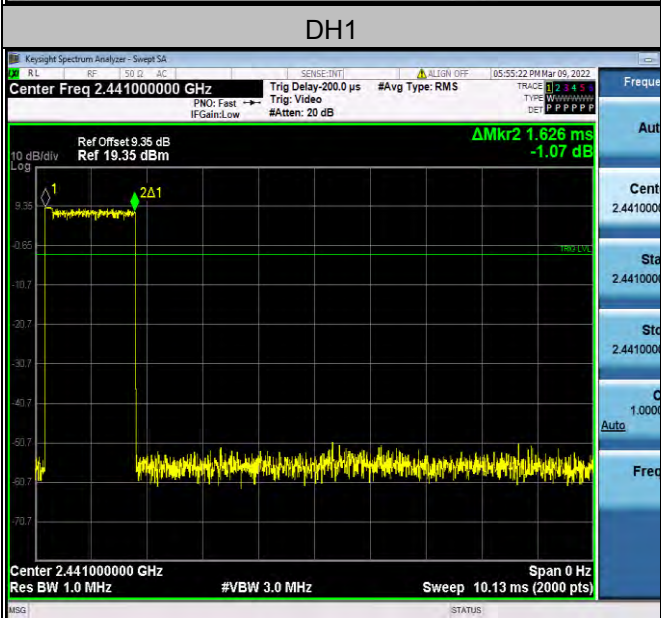 DH1
Keysight Spectrum Analyzer - Swept SA
RL RF 50 Ω AC SENSE:INT ALIGN OFF 05:55:22 PM Mar 09, 2022
Center Freq 2.441000000 GHz
PNO: Fast
IFGain:Low
Trig Delay-200.0 µs
Trig: Video
#Atten: 20 dB
#Avg Type: RMS
TRACE 1 2 3 4 5 6
TYPE WWWWWW
DET P P P P P P
Ref Offset 9.35 dB
10 dB/div Ref 19.35 dBm
Log
ΔMkr2 1.626 ms
-1.07 dB
1
2Δ1
9.35
-0.65
TRIG LVL
-10.7
-20.7
-30.7
-40.7
-50.7
-60.7
-70.7
Center 2.441000000 GHz Span 0 Hz
Res BW 1.0 MHz #VBW 3.0 MHz Sweep 10.13 ms (2000 pts)
MSG STATUS
Freque
Aut
Cent
2.4410000
Sta
2.4410000
Sto
2.4410000
C
1.0000
Auto
Freq